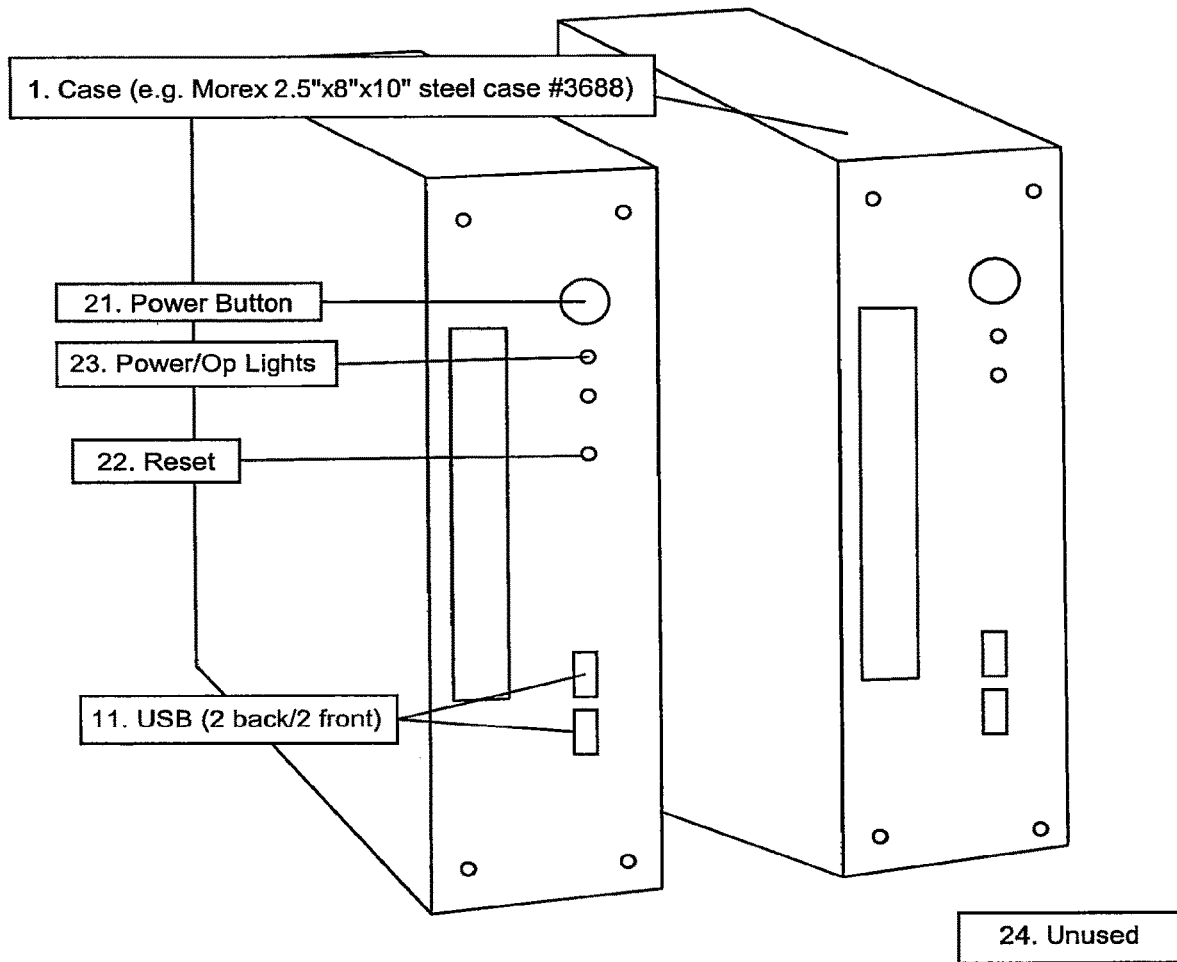 1. Case (e.g. Morex 2.5"x8"x10" steel case #3688)
21. Power Button
23. Power/Op Lights
22. Reset
11. USB (2 back/2 front)
24. Unused